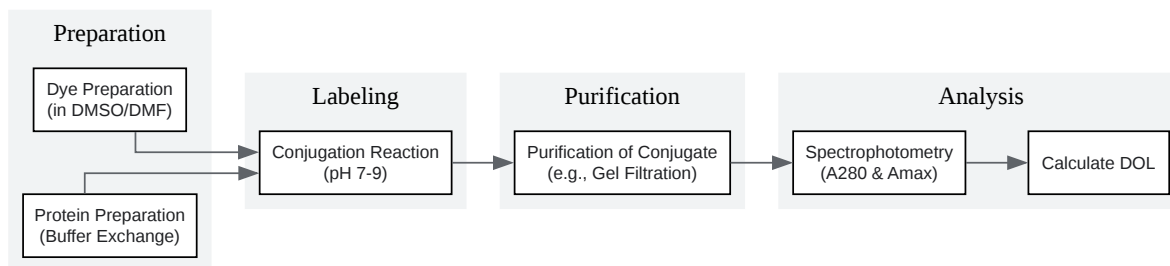 Preparation
Dye Preparation
(in DMSO/DMF)
Protein Preparation
(Buffer Exchange)
Labeling
Conjugation Reaction
(pH 7-9)
Purification
Purification of Conjugate
(e.g., Gel Filtration)
Analysis
Spectrophotometry
(A280 & Amax)
Calculate DOL